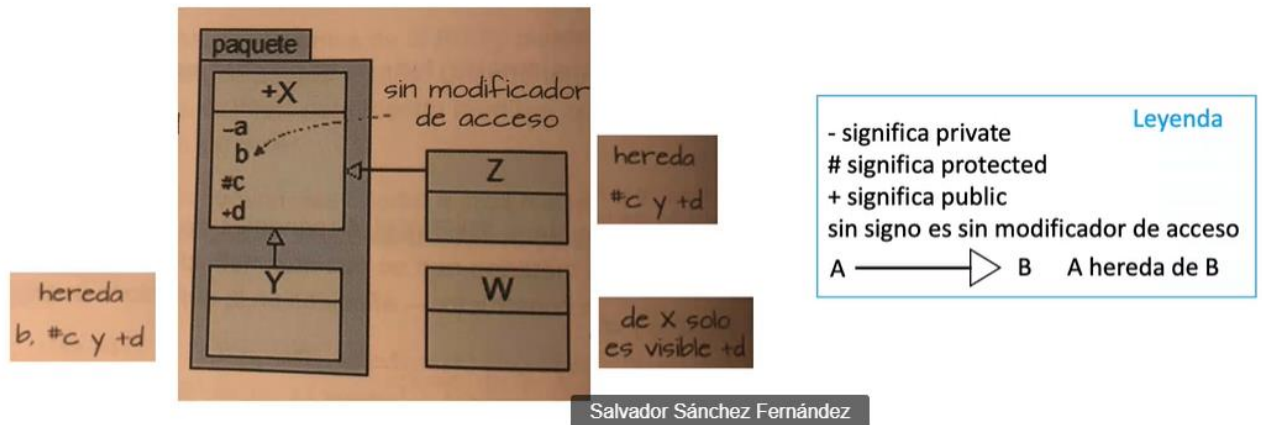 paquete
+X
-a
b
#c
+d
sin modificador
de acceso
Z
hereda
#c y +d
Y
hereda
b, #c y +d
W
de X solo
es visible +d
Leyenda
- significa private
# significa protected
+ significa public
sin signo es sin modificador de acceso
A B A hereda de B
Salvador Sánchez Fernández